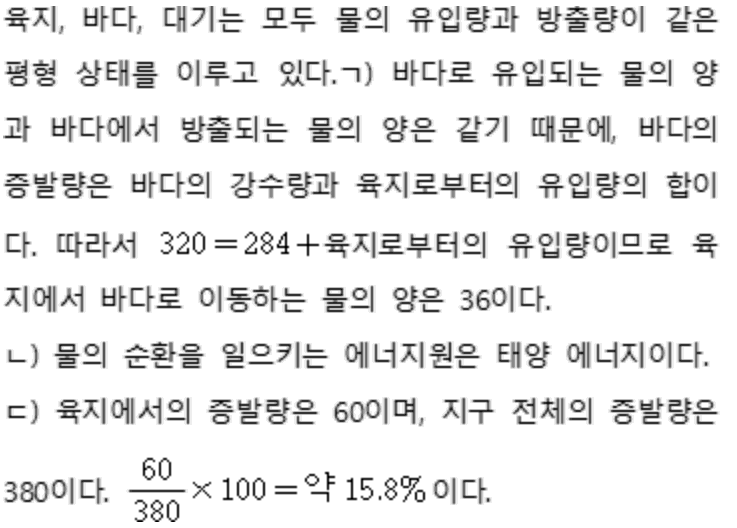 육지, 바다, 대기는 모두 물의 유입량과 방출량이 같은
평형 상태를 이루고 있다.ㄱ) 바다로 유입되는 물의 양
과 바다에서 방출되는 물의 양은 같기 때문에, 바다의
증발량은 바다의 강수량과 육지로부터의 유입량의 합이
다. 따라서 320=284+육지로부터의 유입량이므로 육
지에서 바다로 이동하는 물의 양은 36이다.
ㄴ) 물의 순환을 일으키는 에너지원은 태양 에너지이다.
ㄷ) 육지에서의 증발량은 60이며, 지구 전체의 증발량은
380이다. 60/380 × 100 = 약 15.8% 이다.